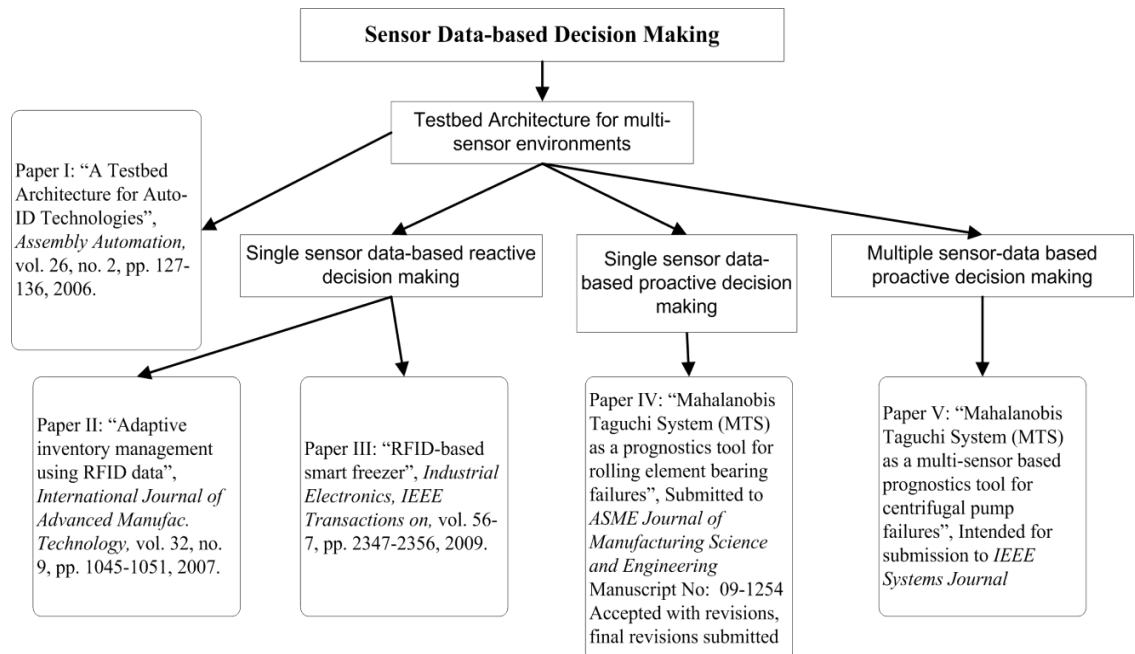 Sensor Data-based Decision Making
Testbed Architecture for multi-
sensor environments
Paper I: “A Testbed
Architecture for Auto-
ID Technologies”,
Assembly Automation,
vol. 26, no. 2, pp. 127-
136, 2006.
Single sensor data-based reactive
decision making
Single sensor data-
based proactive decision
making
Multiple sensor-data based
proactive decision making
Paper II: “Adaptive
inventory management
using RFID data”,
International Journal of
Advanced Manufac.
Technology, vol. 32, no.
9, pp. 1045-1051, 2007.
Paper III: “RFID-based
smart freezer”, Industrial
Electronics, IEEE
Transactions on, vol. 56-
7, pp. 2347-2356, 2009.
Paper IV: “Mahalanobis
Taguchi System (MTS)
as a prognostics tool for
rolling element bearing
failures”, Submitted to
ASME Journal of
Manufacturing Science
and Engineering
Manuscript No:  09-1254
Accepted with revisions,
final revisions submitted
Paper V: “Mahalanobis
Taguchi System (MTS)
as a multi-sensor based
prognostics tool for
centrifugal pump
failures”, Intended for
submission to IEEE
Systems Journal